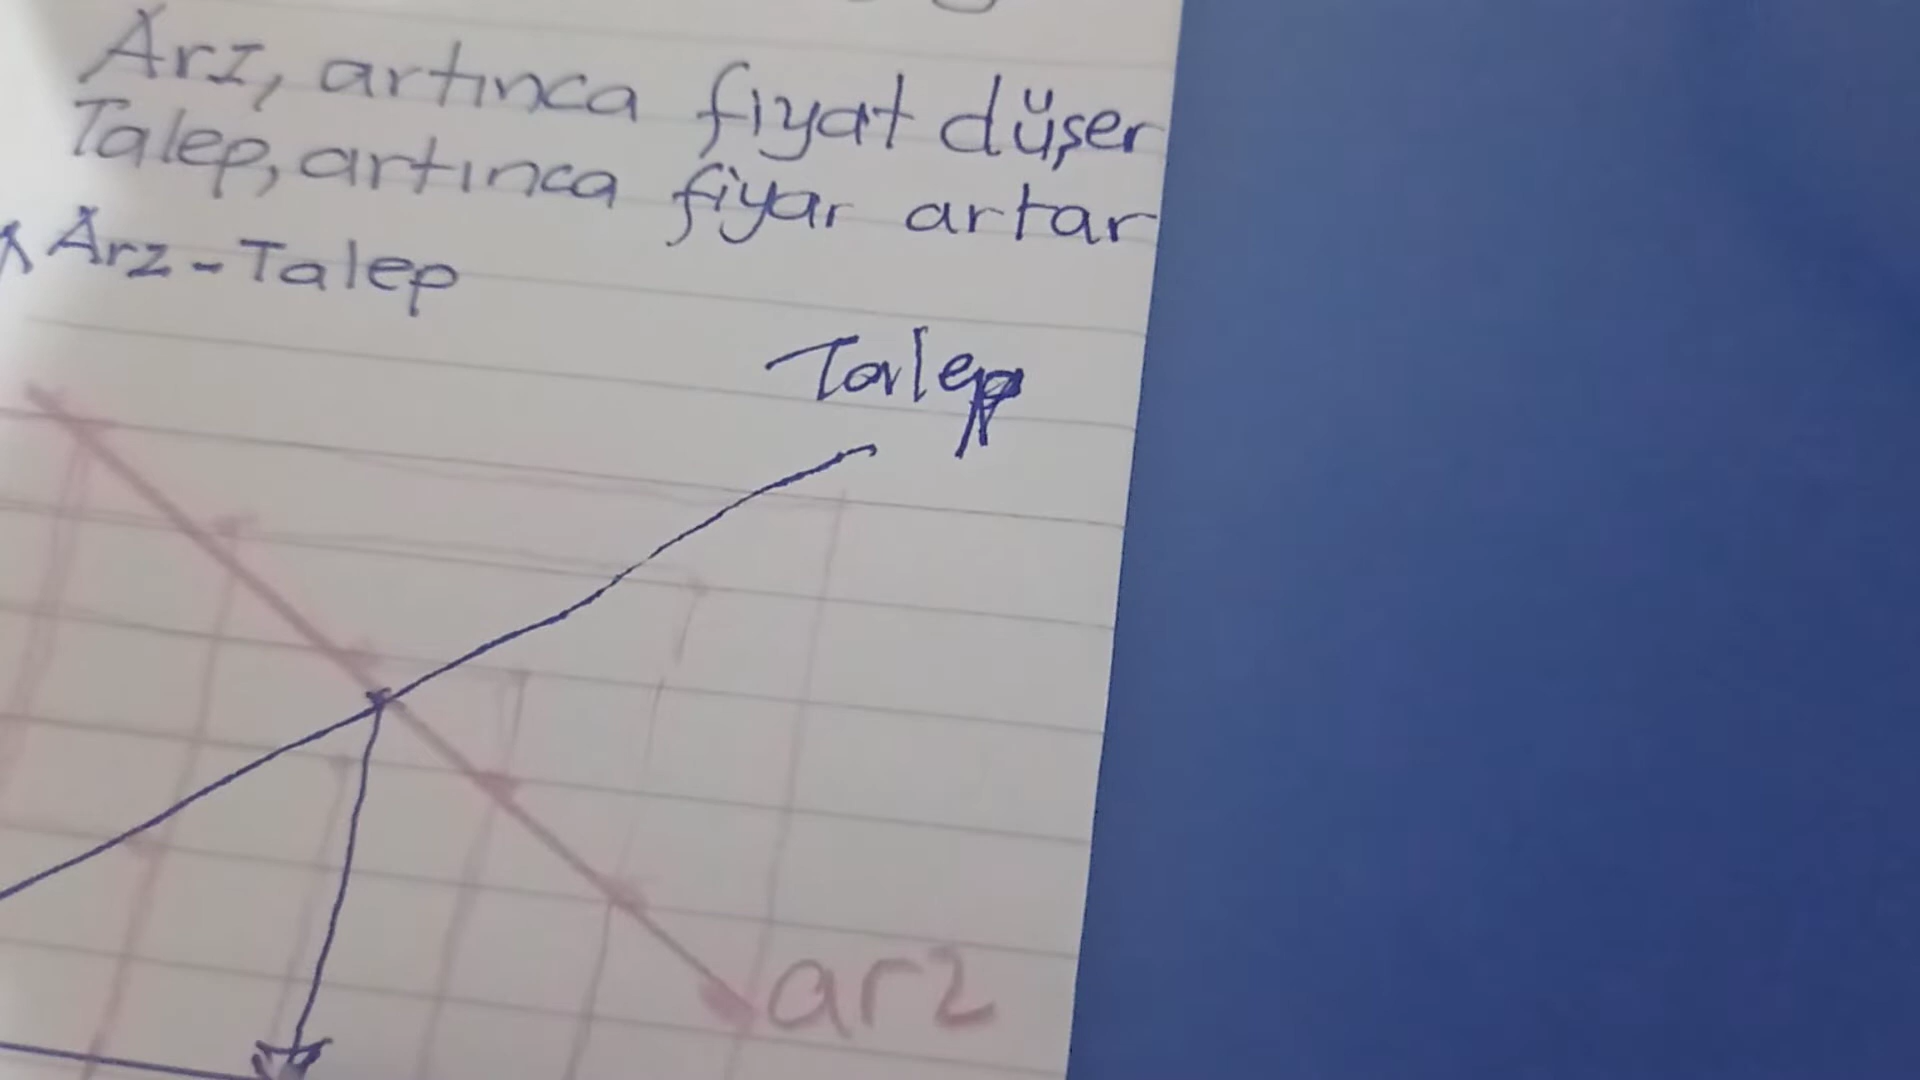 Arz, artınca fiyat düşer
Talep, artınca fiyar artar
Arz-Talep
Talep
arz